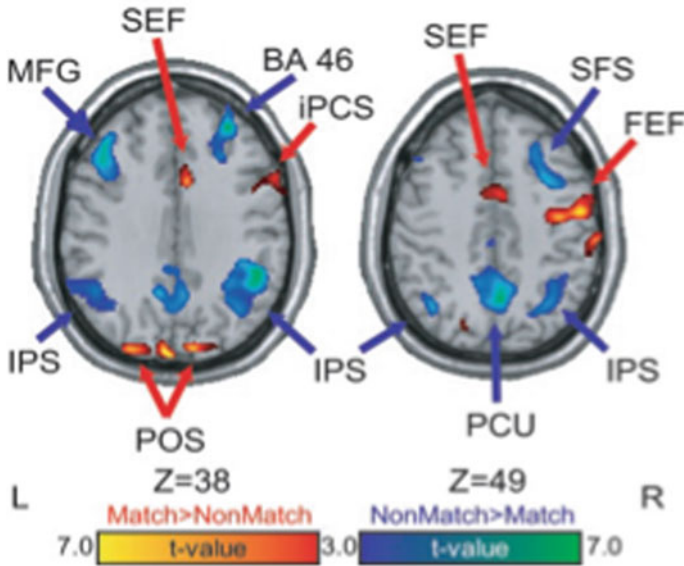 SEF
MFG
BA 46
iPCS
SEF
SFS
FEF
IPS
IPS
IPS
POS
PCU
L
Z=38
Z=49
R
Match>NonMatch
NonMatch>Match
7.0
t-value
3.0
t-value
7.0